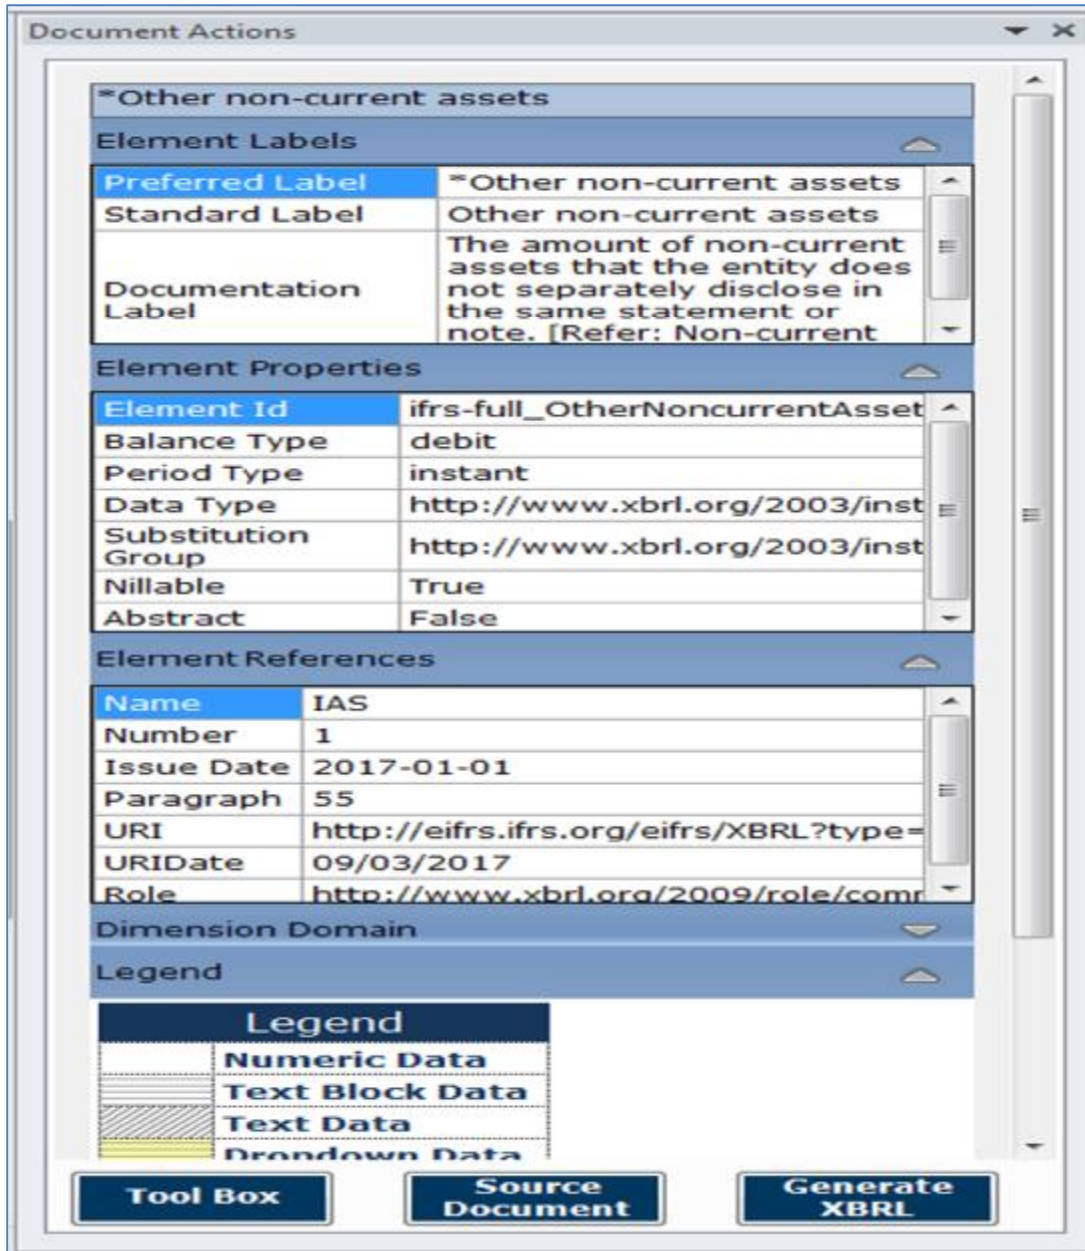 Document Actions
*Other non-current assets
Element Labels
Preferred Label *Other non-current assets
Standard Label Other non-current assets
Documentation Label The amount of non-current
assets that the entity does
not separately disclose in
the same statement or
note. [Refer: Non-current
Element Properties
Element Id ifrs-full_OtherNoncurrentAsset
Balance Type debit
Period Type instant
Data Type http://www.xbrl.org/2003/inst
Substitution Group http://www.xbrl.org/2003/inst
Nillable True
Abstract False
Element References
Name IAS
Number 1
Issue Date 2017-01-01
Paragraph 55
URI http://eifrs.ifrs.org/eifrs/XBRL?type=
URIDate 09/03/2017
Role http://www.xbrl.org/2009/role/comr
Dimension Domain
Legend
Legend
Numeric Data
Text Block Data
Text Data
Dropdown Data
Tool Box
Source
Document
Generate
XBRL